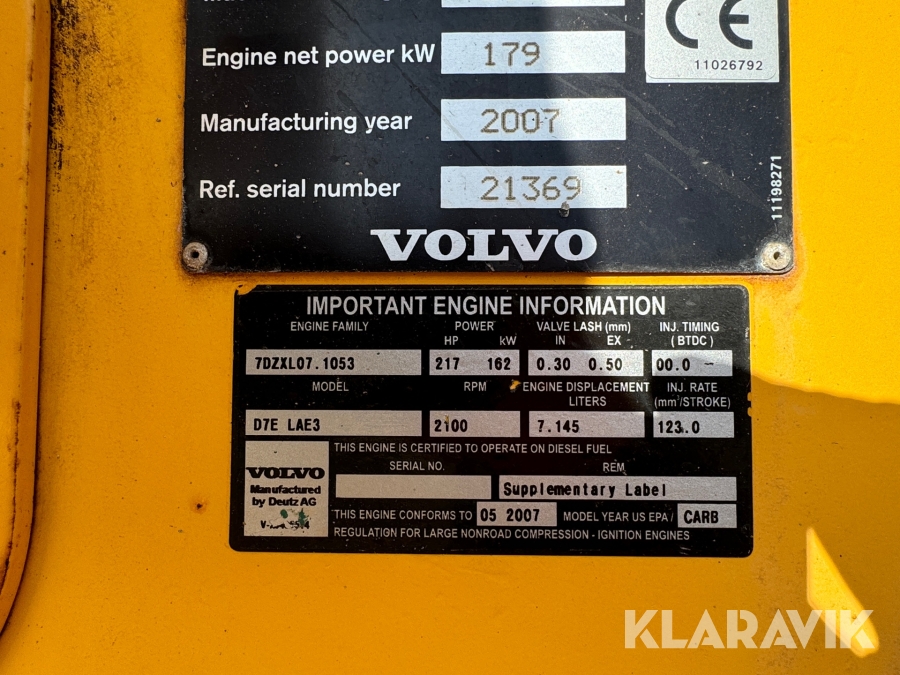 Engine net power kW 179
CE
11026792
Manufacturing year 2007
Ref. serial number 21369
11198271
VOLVO
IMPORTANT ENGINE INFORMATION
ENGINE FAMILY POWER VALVE LASH (mm) INJ. TIMING
HP kW IN EX (BTDC)
7DZXL07.1053 217 162 0.30 0.50 00.0
MODEL RPM ENGINE DISPLACEMENT INJ. RATE
LITERS (mm³/STROKE)
D7E LAE3 2100 7.145 123.0
THIS ENGINE IS CERTIFIED TO OPERATE ON DIESEL FUEL
SERIAL NO. REM
VOLVO
Manufactured
by Deutz AG
Supplementary Label
THIS ENGINE CONFORMS TO 05 2007 MODEL YEAR US EPA/ CARB
REGULATION FOR LARGE NONROAD COMPRESSION - IGNITION ENGINES
KLARAVIK